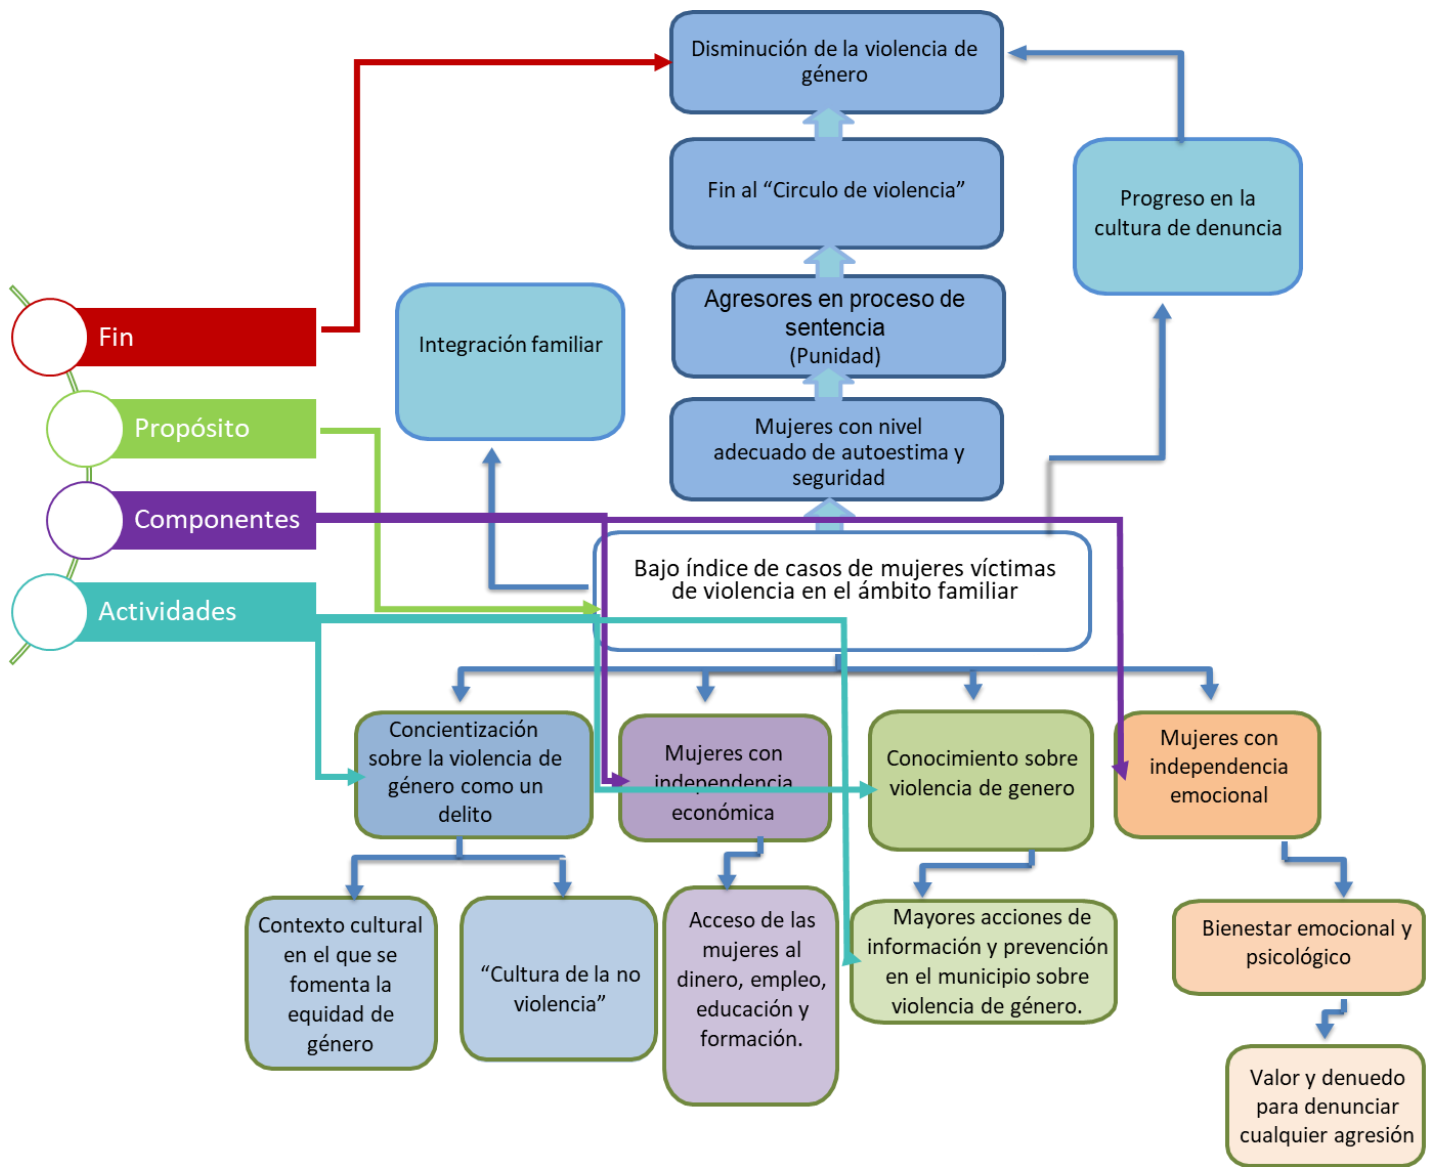 Disminución de la violencia de
género
Fin al “Circulo de violencia”
Progreso en la
cultura de denuncia
Agresores en proceso de
sentencia
(Punidad)
Integración familiar
Fin
Propósito
Componentes
Actividades
Mujeres con nivel
adecuado de autoestima y
seguridad
Bajo índice de casos de mujeres víctimas
de violencia en el ámbito familiar
Concientización
sobre la violencia de
género como un
delito
Mujeres con
independencia
económica
Conocimiento sobre
violencia de genero
Mujeres con
independencia
emocional
Contexto cultural
en el que se
fomenta la
equidad de
género
“Cultura de la no
violencia”
Acceso de las
mujeres al
dinero, empleo,
educación y
formación.
Mayores acciones de
información y prevención
en el municipio sobre
violencia de género.
Bienestar emocional y
psicológico
Valor y denuedo
para denunciar
cualquier agresión